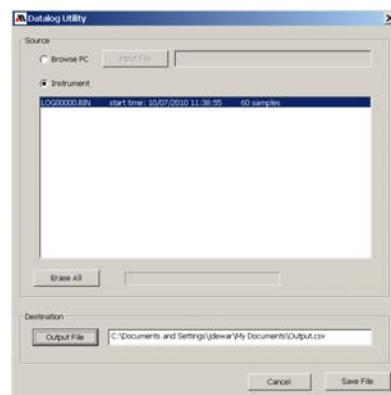 Datalog Utility
Source
Browse PC
Input File
Instrument
LOG00000.BIN start time: 10/07/2010 11:38:55 60 samples
Erase All
Destination
Output File C:\Documents and Settings\jdewar\My Documents\Output.csv
Cancel Save File